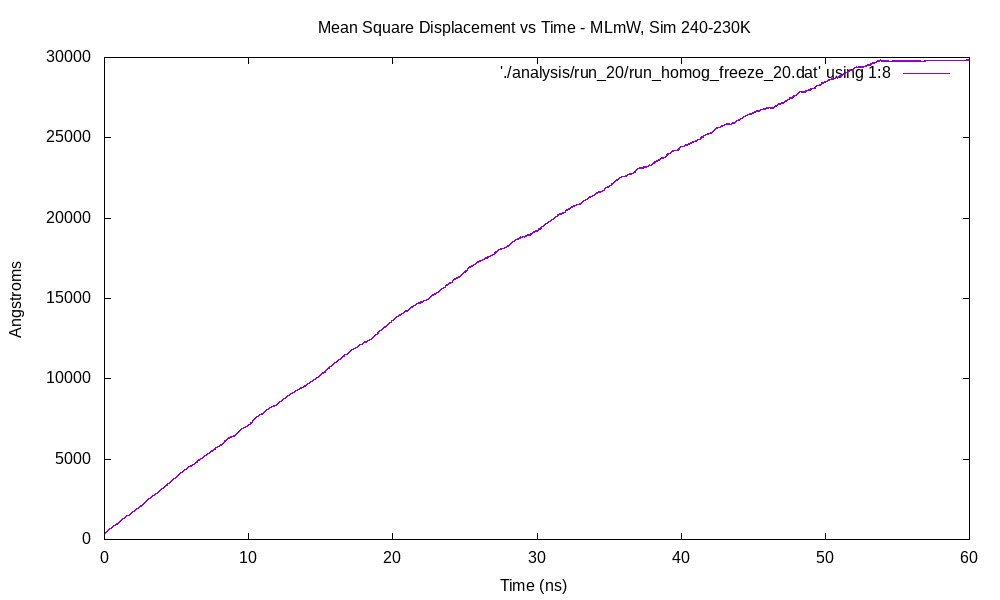 Mean Square Displacement vs Time - MLmW, Sim 240-230K
30000
'./analysis/run_20/run_homog_freeze_20.dat' using 1:8
25000
20000
15000
10000
5000
0
Angstroms
0 10 20 30 40 50 60
Time (ns)